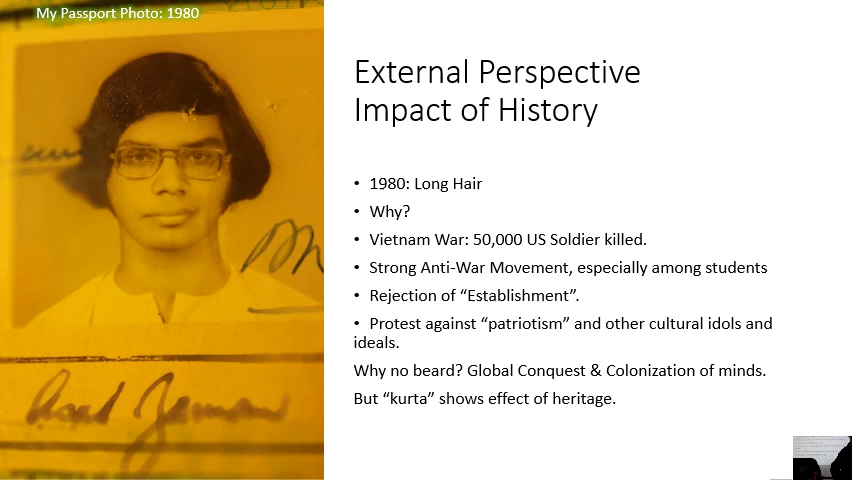 My Passport Photo: 1980
External Perspective
Impact of History
• 1980: Long Hair
• Why?
• Vietnam War: 50,000 US Soldier killed.
• Strong Anti-War Movement, especially among students
• Rejection of “Establishment”.
• Protest against “patriotism” and other cultural idols and
ideals.
Why no beard? Global Conquest & Colonization of minds.
But “kurta” shows effect of heritage.
Asad Zaman